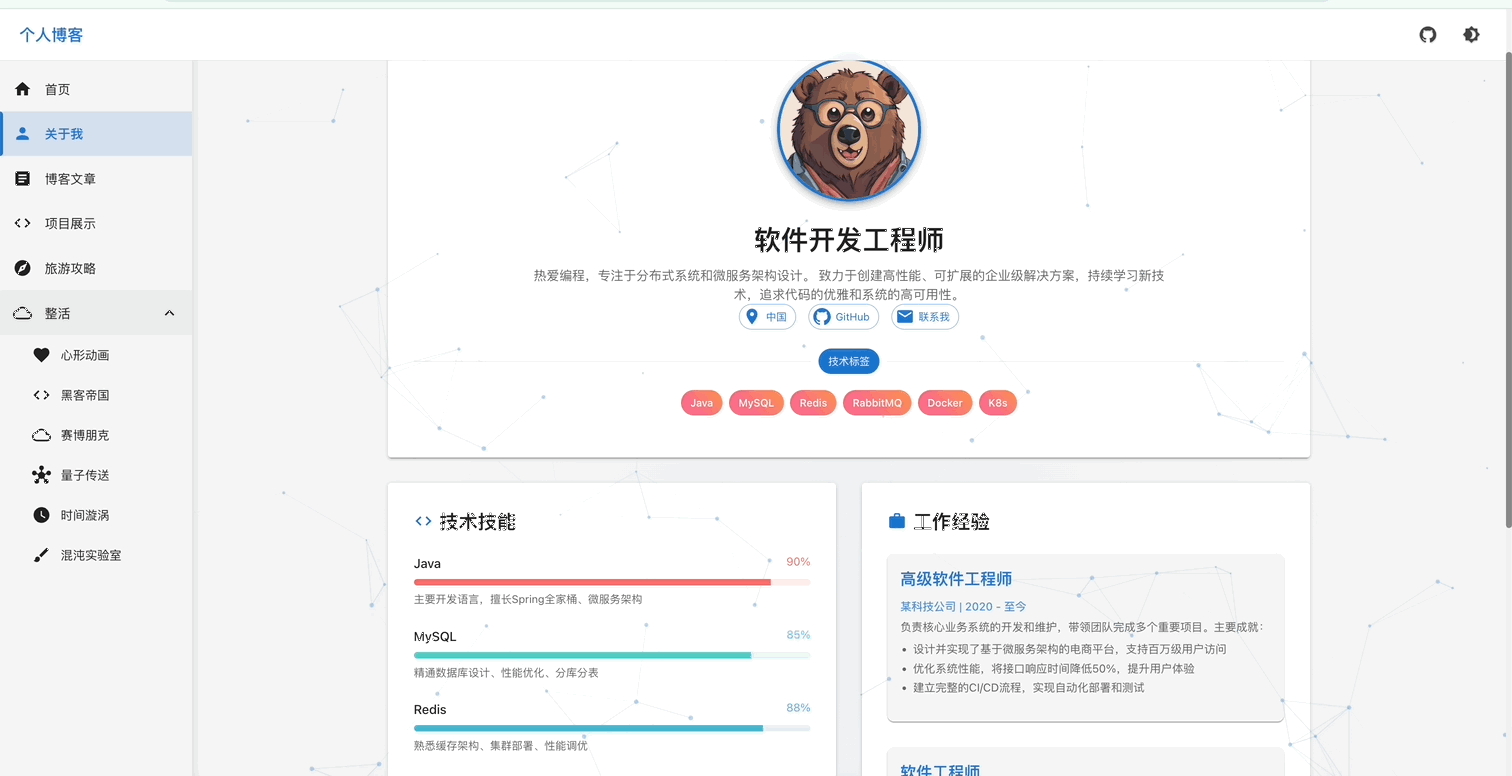 个人博客
首页
关于我
博客文章
项目展示
旅游攻略
整活
心形动画
黑客帝国
赛博朋克
量子传送
时间漩涡
混沌实验室
软件开发工程师
热爱编程，专注于分布式系统和微服务架构设计。 致力于创建高性能、可扩展的企业级解决方案，持续学习新技
术，追求代码的优雅和系统的高可用性。
中国 GitHub 联系我
技术标签
Java MySQL Redis RabbitMQ Docker K8s
技术技能
Java 90%
主要开发语言，擅长Spring全家桶、微服务架构
MySQL 85%
精通数据库设计、性能优化、分库分表
Redis 88%
熟悉缓存架构、集群部署、性能调优
工作经验
高级软件工程师
某科技公司 | 2020 - 至今
负责核心业务系统的开发和维护，带领团队完成多个重要项目。主要成就：
• 设计并实现了基于微服务架构的电商平台，支持百万级用户访问
• 优化系统性能，将接口响应时间降低50%，提升用户体验
• 建立完整的CI/CD流程，实现自动化部署和测试
软件工程师